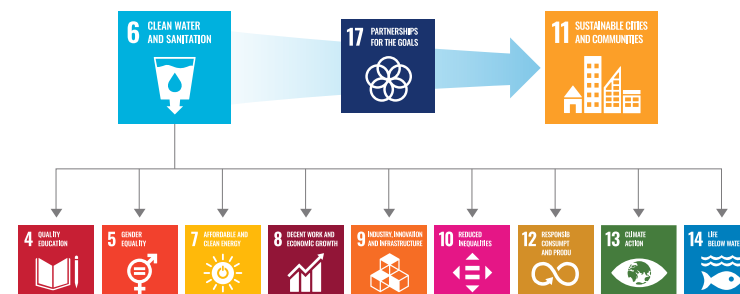 6 CLEAN WATER
AND SANITATION
17 PARTNERSHIPS
FOR THE GOALS
11 SUSTAINABLE CITIES
AND COMMUNITIES
4 QUALITY
EDUCATION
5 GENDER
EQUALITY
7 AFFORDABLE AND
CLEAN ENERGY
8 DECENT WORK AND
ECONOMIC GROWTH
9 INDUSTRY, INNOVATION
AND INFRASTRUCTURE
10 REDUCED
INEQUALITIES
12 RESPONSIB
CONSUMPT
AND PRODU
13 CLIMATE
ACTION
14 LIFE
BELOW WATE